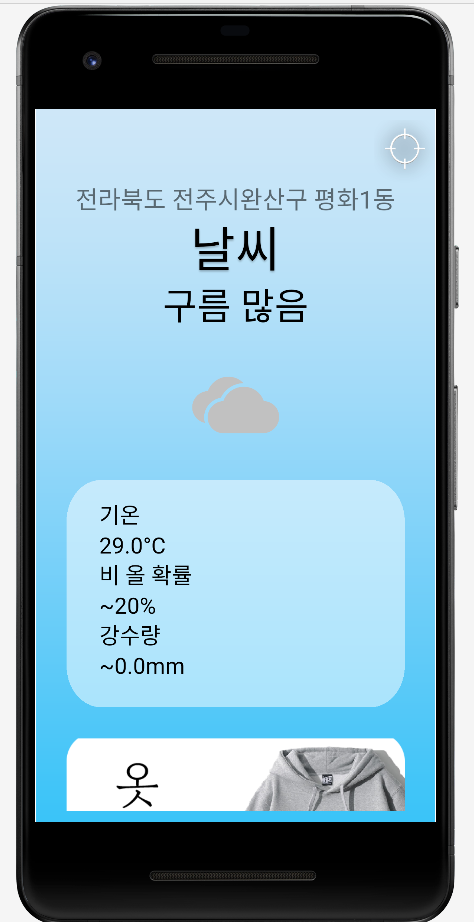 전라북도 전주시완산구 평화1동
날씨
구름 많음
기온
29.0°C
비 올 확률
~20%
강수량
~0.0mm
옷